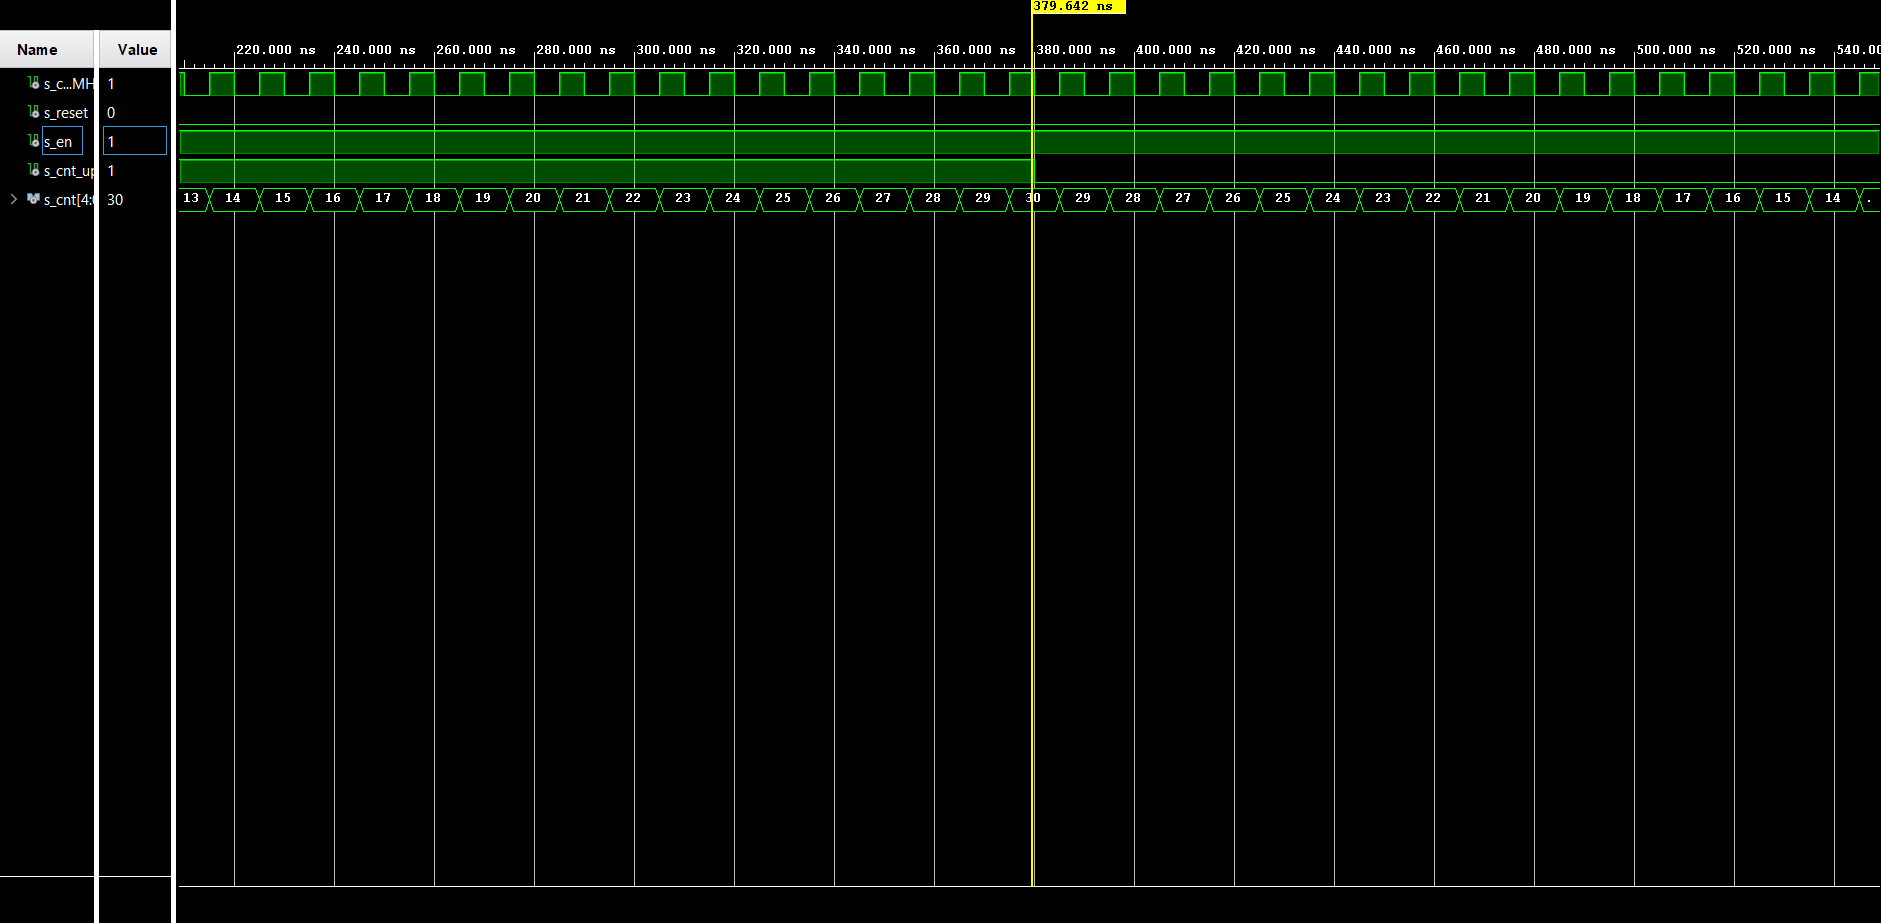 379.642 ns
Name Value 220.000 ns 240.000 ns 260.000 ns 280.000 ns 300.000 ns 320.000 ns 340.000 ns 360.000 ns 380.000 ns 400.000 ns 420.000 ns 440.000 ns 460.000 ns 480.000 ns 500.000 ns 520.000 ns 540.00
s_c...MH 1
s_reset 0
s_en 1
s_cnt_up 1
s_cnt[4: 30 13 14 15 16 17 18 19 20 21 22 23 24 25 26 27 28 29 30 29 28 27 26 25 24 23 22 21 20 19 18 17 16 15 14 .